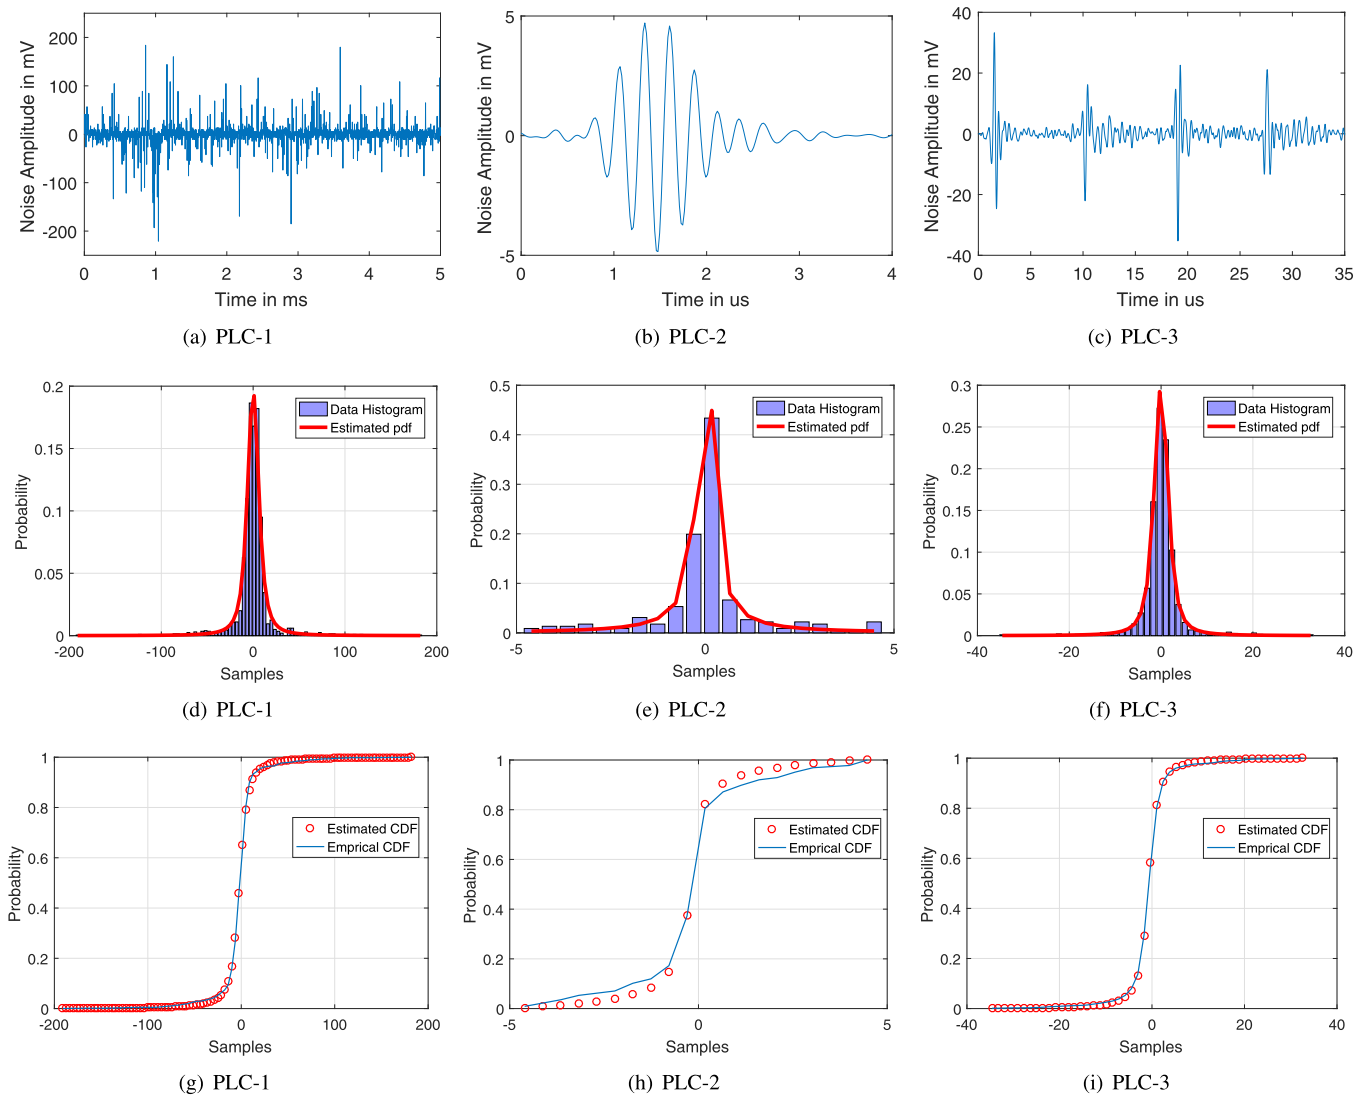 Noise Amplitude in mV
200
100
0
-100
-200
0
1
2
3
4
5
Time in ms
(a) PLC-1
Noise Amplitude in mV
5
0
-5
0
1
2
3
4
Time in us
(b) PLC-2
Noise Amplitude in mV
40
20
0
-20
-40
0
5
10
15
20
25
30
35
Time in us
(c) PLC-3
Probability
0.2
0.15
0.1
0.05
0
-200
-100
0
100
200
Data Histogram
Estimated pdf
Samples
(d) PLC-1
Probability
0.5
0.4
0.3
0.2
0.1
0
-5
0
5
Data Histogram
Estimated pdf
Samples
(e) PLC-2
Probability
0.3
0.25
0.2
0.15
0.1
0.05
0
-40
-20
0
20
40
Data Histogram
Estimated pdf
Samples
(f) PLC-3
Probability
1
0.8
0.6
0.4
0.2
0
-200
-100
0
100
200
Estimated CDF
Emprical CDF
Samples
(g) PLC-1
Probability
1
0.8
0.6
0.4
0.2
0
-5
0
5
Estimated CDF
Emprical CDF
Samples
(h) PLC-2
Probability
1
0.8
0.6
0.4
0.2
0
-40
-20
0
20
40
Estimated CDF
Emprical CDF
Samples
(i) PLC-3